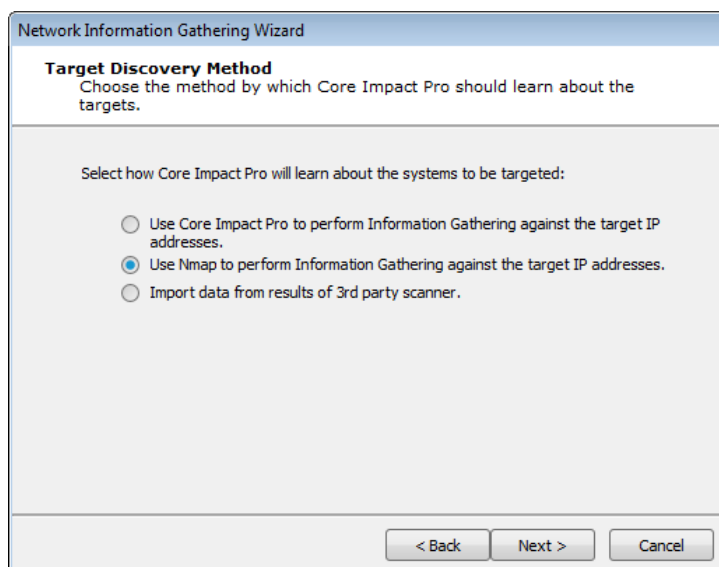 Network Information Gathering Wizard
Target Discovery Method
Choose the method by which Core Impact Pro should learn about the
targets.
Select how Core Impact Pro will learn about the systems to be targeted:
Use Core Impact Pro to perform Information Gathering against the target IP
addresses.
Use Nmap to perform Information Gathering against the target IP addresses.
Import data from results of 3rd party scanner.
< Back Next > Cancel